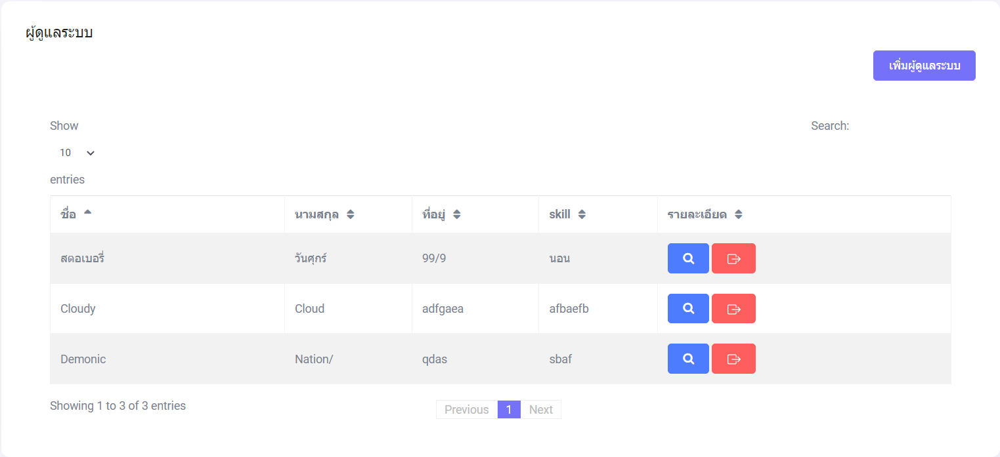 ผู้ดูแลระบบ
เพิ่มผู้ดูแลระบบ
Show
Search:
10
entries
ชื่อ นามสกุล ที่อยู่ skill รายละเอียด
สตอเบอรี่ วันศุกร์ 99/9 นอน
Cloudy Cloud adfgaea afbaefb
Demonic Nation/ qdas sbaf
Showing 1 to 3 of 3 entries
Previous 1 Next